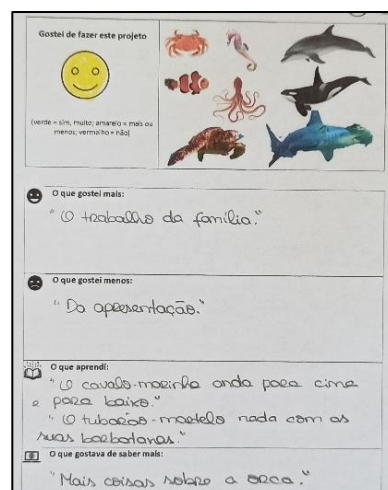 Gostei de fazer este projeto
(verde = sim, muito; amarelo = mais ou
menos; vermelho = não)
O que gostei mais:
"O trabalho da família."
O que gostei menos:
"Da apresentação."
O que aprendi:
"O cavalo-marinho anda para cima
e para baixo."
"O tubarão-martelo nada com as
suas barbatanas."
O que gostava de saber mais:
"Mais coisas sobre a orca."